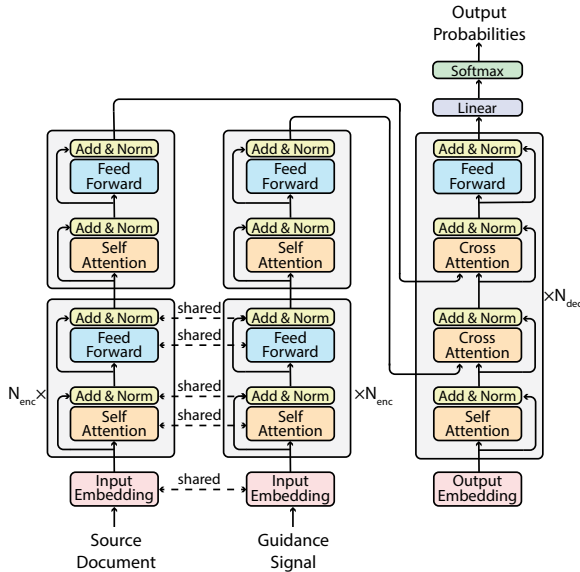 Output
Probabilities
Softmax
Linear
Add & Norm
Feed
Forward
Add & Norm
Self
Attention
Add & Norm
Feed
Forward
Add & Norm
Self
Attention
Add & Norm
Feed
Forward
Add & Norm
Cross
Attention
×N_dec
Add & Norm
Cross
Attention
Add & Norm
Self
Attention
Output
Embedding
Add & Norm
Feed
Forward
N_enc×
Add & Norm
Self
Attention
shared
shared
shared
shared
Add & Norm
Feed
Forward
Add & Norm
Self
Attention
×N_enc
Input
Embedding
shared
Input
Embedding
Source
Document
Guidance
Signal